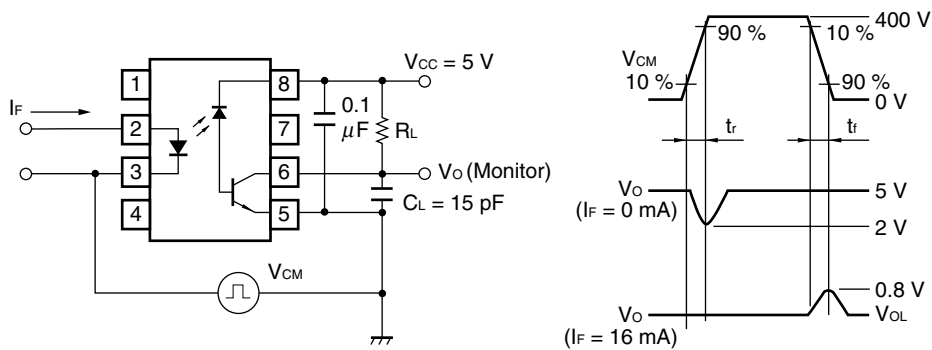 1
2
3
4
8
7
6
5
IF
0.1
μF
RL
VCC = 5 V
VO (Monitor)
CL = 15 pF
VCM
VCM
10 %
90 %
10 %
90 %
400 V
0 V
tr
tf
VO
(IF = 0 mA)
5 V
2 V
VO
(IF = 16 mA)
0.8 V
VOL